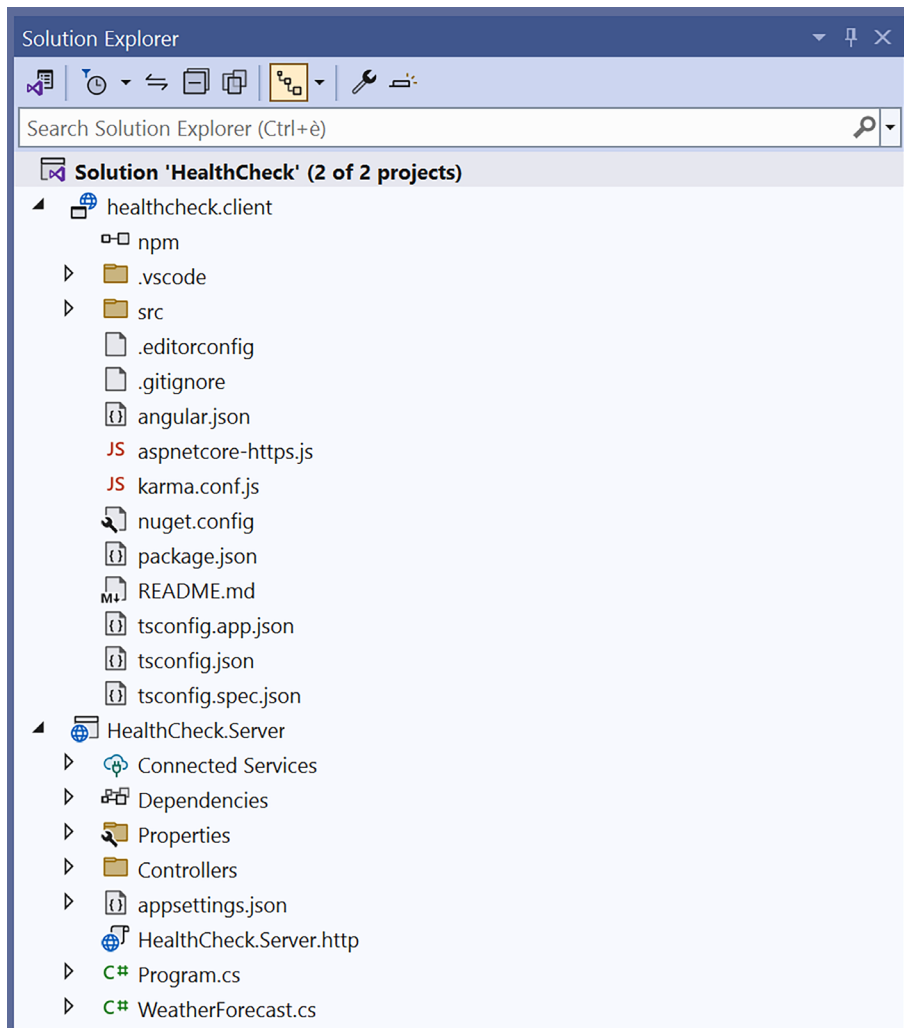 Solution Explorer
Search Solution Explorer (Ctrl+è)
Solution 'HealthCheck' (2 of 2 projects)
healthcheck.client
npm
.vscode
src
.editorconfig
.gitignore
{} angular.json
JS aspnetcore-https.js
JS karma.conf.js
nuget.config
{} package.json
M↓ README.md
{} tsconfig.app.json
{} tsconfig.json
{} tsconfig.spec.json
HealthCheck.Server
Connected Services
Dependencies
Properties
Controllers
{} appsettings.json
HealthCheck.Server.http
C# Program.cs
C# WeatherForecast.cs